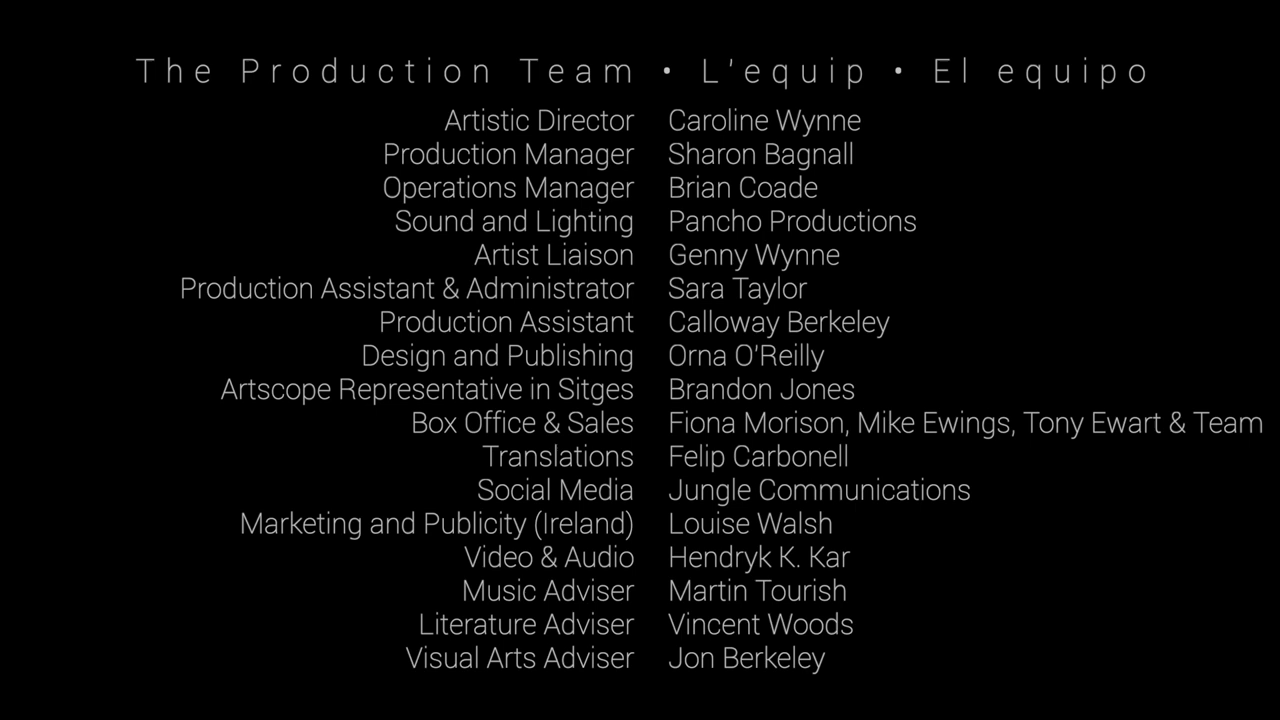 The Production Team • L'equip • El equipo
Artistic Director Caroline Wynne
Production Manager Sharon Bagnall
Operations Manager Brian Coade
Sound and Lighting Pancho Productions
Artist Liaison Genny Wynne
Production Assistant & Administrator Sara Taylor
Production Assistant Calloway Berkeley
Design and Publishing Orna O'Reilly
Artscope Representative in Sitges Brandon Jones
Box Office & Sales Fiona Morison, Mike Ewings, Tony Ewart & Team
Translations Felip Carbonell
Social Media Jungle Communications
Marketing and Publicity (Ireland) Louise Walsh
Video & Audio Hendryk K. Kar
Music Adviser Martin Tourish
Literature Adviser Vincent Woods
Visual Arts Adviser Jon Berkeley